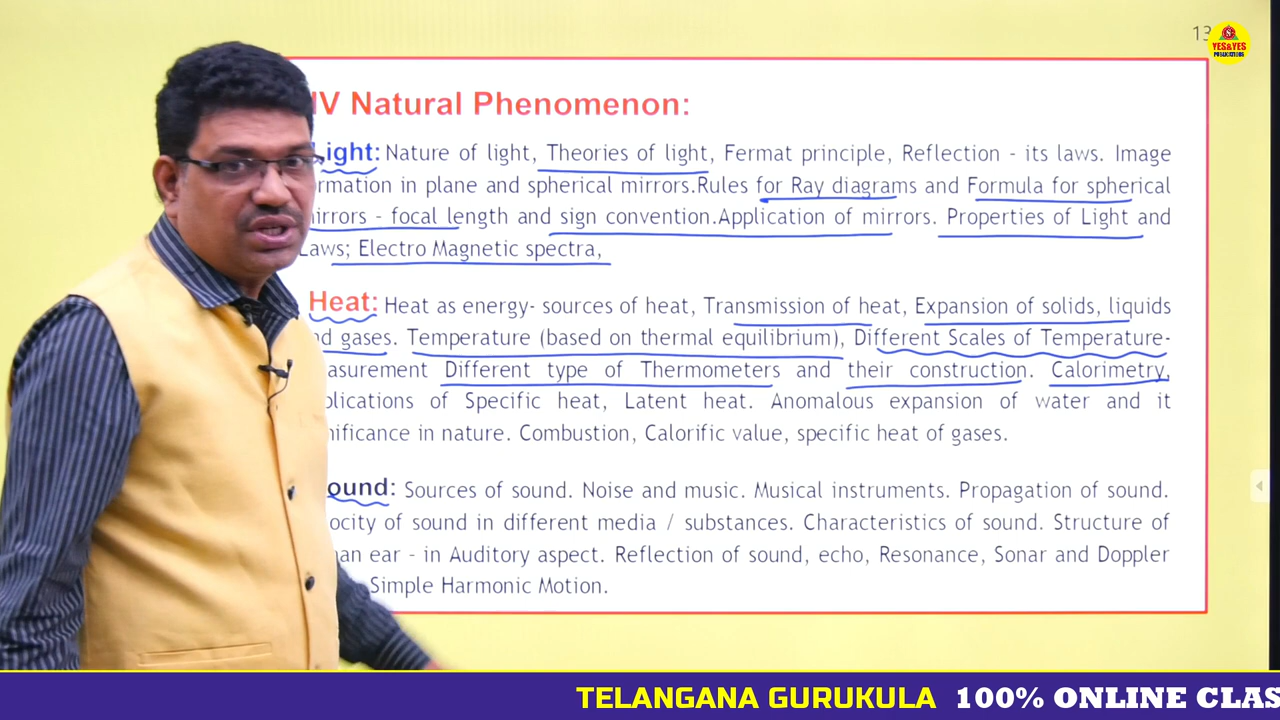 13
YES&YES
PUBLICATIONS
IV Natural Phenomenon:
Light: Nature of light, Theories of light, Fermat principle, Reflection - its laws. Image
rmation in plane and spherical mirrors.Rules for Ray diagrams and Formula for spherical
mirrors - focal length and sign convention.Application of mirrors. Properties of Light and
Laws; Electro Magnetic spectra,
Heat: Heat as energy- sources of heat, Transmission of heat, Expansion of solids, liquids
nd gases. Temperature (based on thermal equilibrium), Different Scales of Temperature-
easurement Different type of Thermometers and their construction. Calorimetry,
plications of Specific heat, Latent heat. Anomalous expansion of water and it
nificance in nature. Combustion, Calorific value, specific heat of gases.
ound: Sources of sound. Noise and music. Musical instruments. Propagation of sound.
ocity of sound in different media / substances. Characteristics of sound. Structure of
an ear - in Auditory aspect. Reflection of sound, echo, Resonance, Sonar and Doppler
Simple Harmonic Motion.
TELANGANA GURUKULA 100% ONLINE CLAS